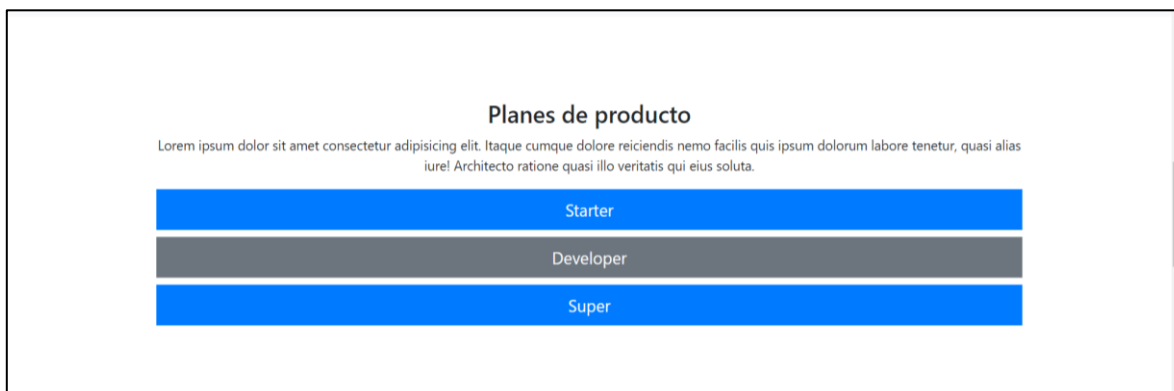 Planes de producto
Lorem ipsum dolor sit amet consectetur adipisicing elit. Itaque cumque dolore reiciendis nemo facilis quis ipsum dolorum labore tenetur, quasi alias
iure! Architecto ratione quasi illo veritatis qui eius soluta.
Starter
Developer
Super